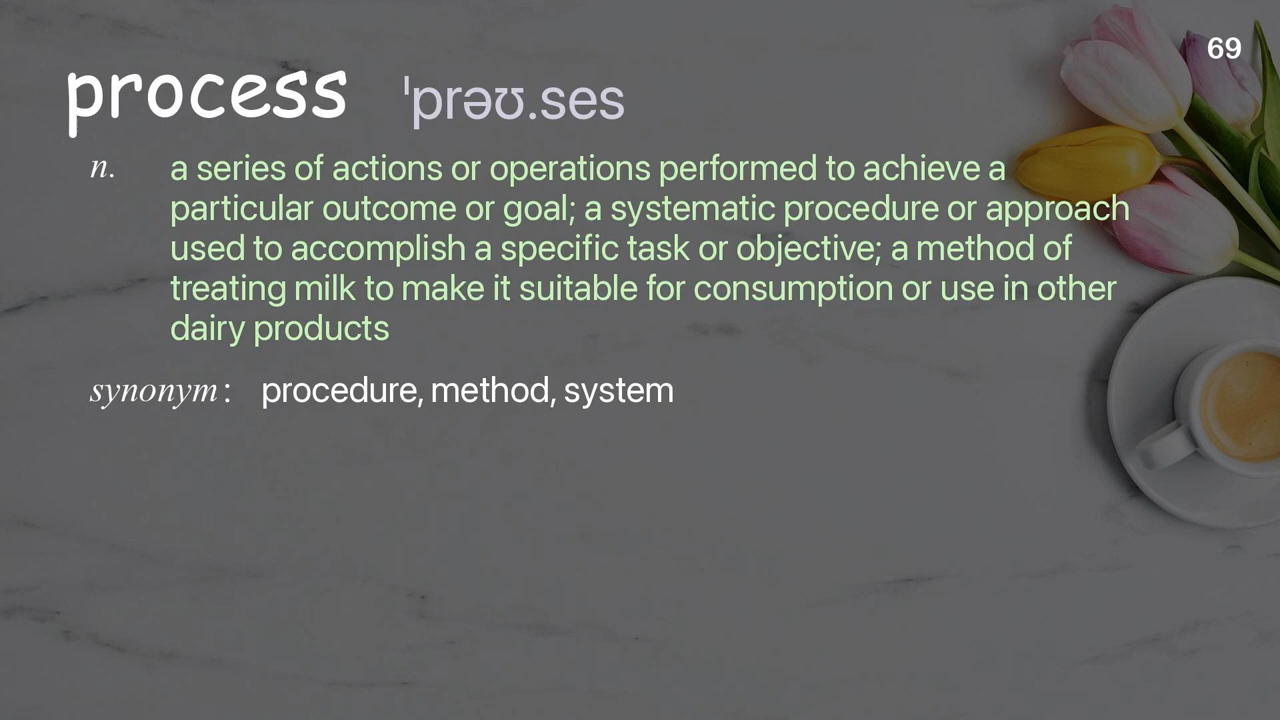 69
process ˈprəʊ.ses
n. a series of actions or operations performed to achieve a
particular outcome or goal; a systematic procedure or approach
used to accomplish a specific task or objective; a method of
treating milk to make it suitable for consumption or use in other
dairy products
synonym: procedure, method, system